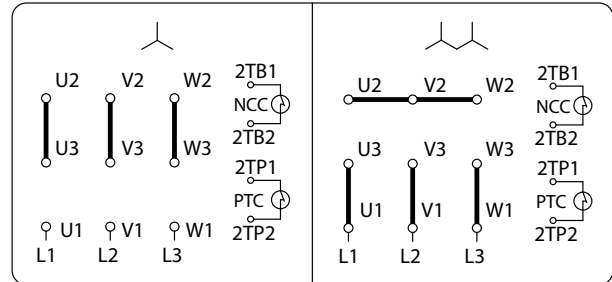 U2 V2 W2 2TB1
NCC
2TB2
U3 V3 W3
2TP1
PTC
U1 V1 W1 2TP2
L1 L2 L3
U2 V2 W2 2TB1
NCC
2TB2
U3 V3 W3 2TP1
PTC
U1 V1 W1
2TP2
L1 L2 L3